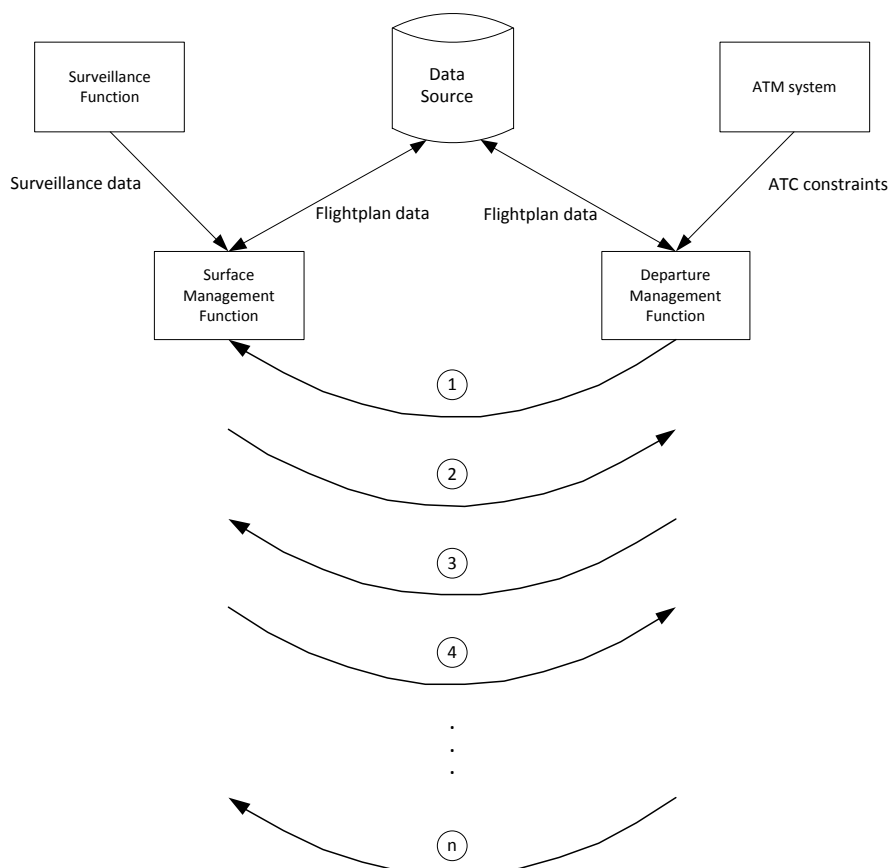 Surveillance
Function
Data
Source
ATM system
Surveillance data
ATC constraints
Flightplan data
Flightplan data
Surface
Management
Function
Departure
Management
Function
1
2
3
4
.
.
.
n